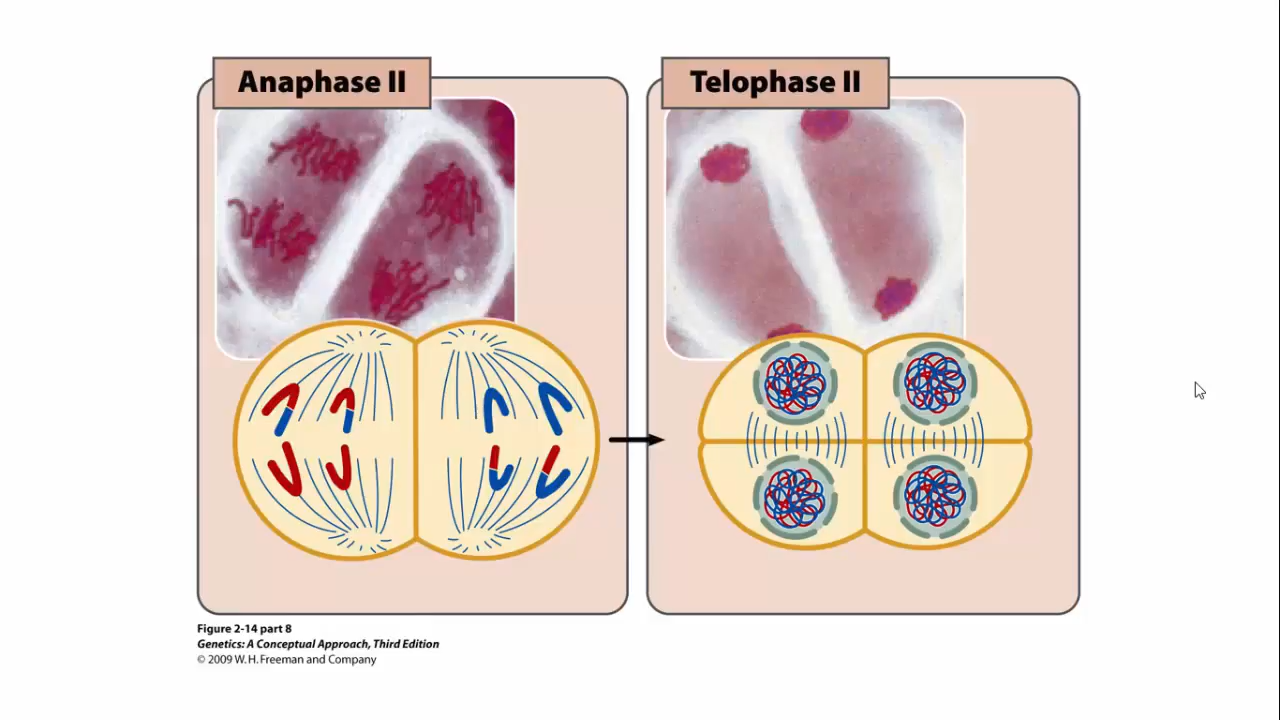 Anaphase II
Telophase II
Figure 2-14 part 8
Genetics: A Conceptual Approach, Third Edition
© 2009 W. H. Freeman and Company